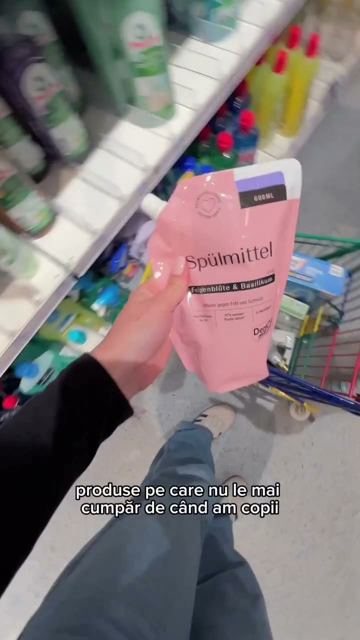 600ML
Spülmittel
Feigenblüte & Basilikum
produse pe care nu le mai
cumpăr de când am copii